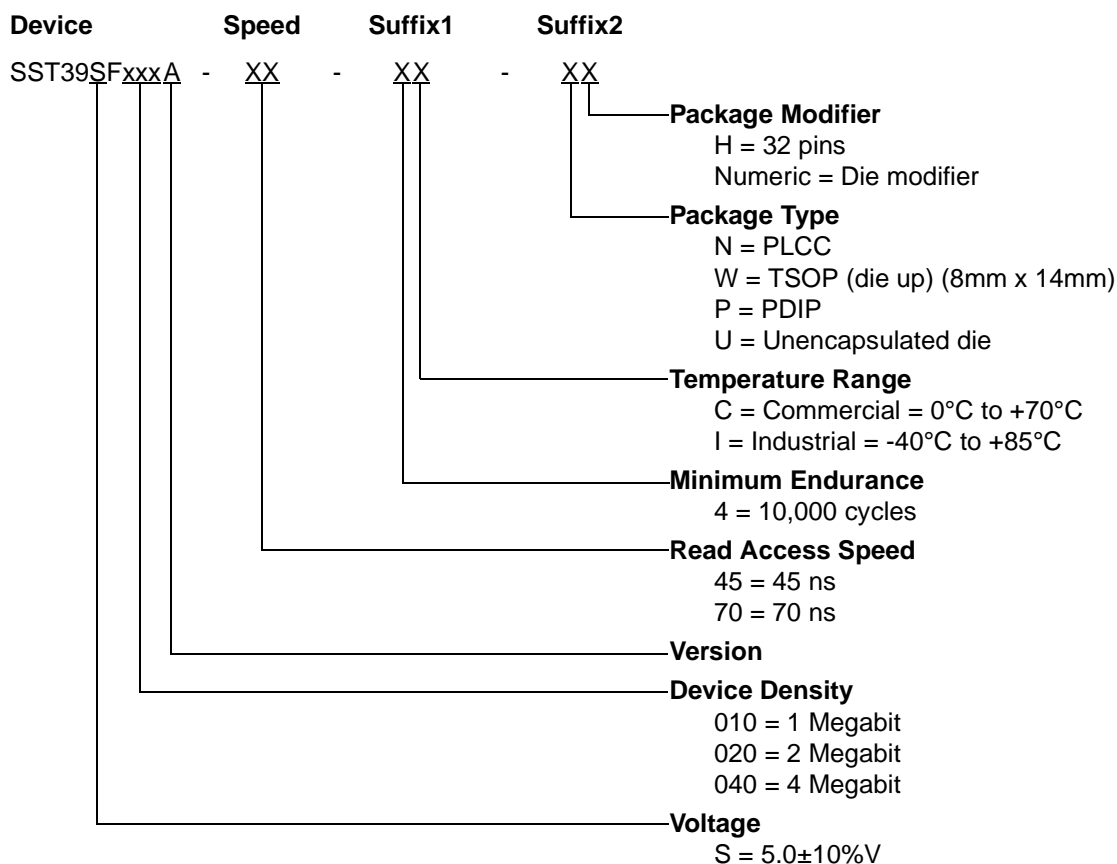 Device Speed Suffix1 Suffix2
SST39SFxxxA - XX - XX - XX
Package Modifier
H = 32 pins
Numeric = Die modifier
Package Type
N = PLCC
W = TSOP (die up) (8mm x 14mm)
P = PDIP
U = Unencapsulated die
Temperature Range
C = Commercial = 0°C to +70°C
I = Industrial = -40°C to +85°C
Minimum Endurance
4 = 10,000 cycles
Read Access Speed
45 = 45 ns
70 = 70 ns
Version
Device Density
010 = 1 Megabit
020 = 2 Megabit
040 = 4 Megabit
Voltage
S = 5.0±10%V